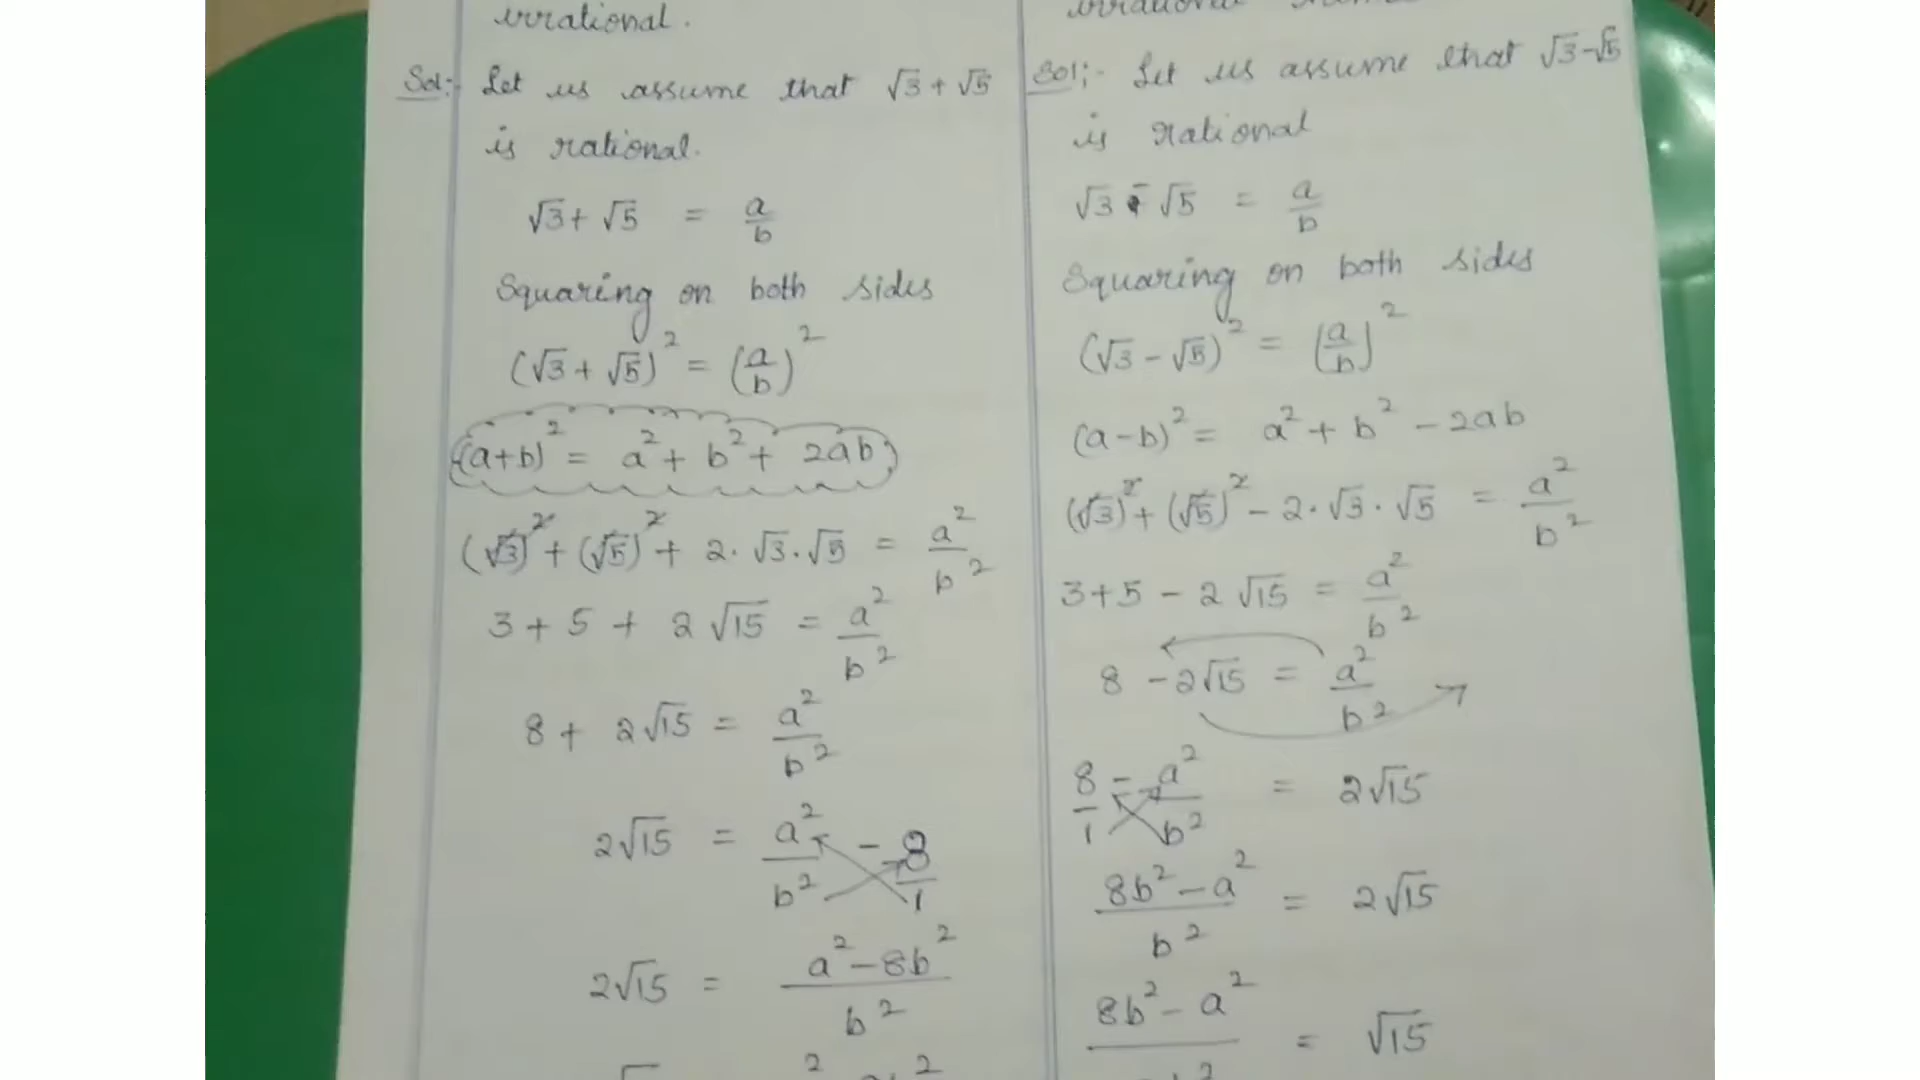 irrational.
Sol:- Let us assume that √3 + √5
is rational.
√3 + √5 = a/b
Squaring on both sides
(√3 + √5)² = (a/b)²
(a+b)² = a² + b² + 2ab
(√3)² + (√5)² + 2·√3·√5 = a²/b²
3 + 5 + 2√15 = a²/b²
8 + 2√15 = a²/b²
2√15 = a²/b² - 8/1
2√15 = (a² - 8b²)/b²
irrational
Sol:- Let us assume that √3-√5
is rational
√3 - √5 = a/b
Squaring on both sides
(√3 - √5)² = (a/b)²
(a-b)² = a² + b² - 2ab
(√3)² + (√5)² - 2·√3·√5 = a²/b²
3+5 - 2√15 = a²/b²
8 - 2√15 = a²/b²
8/1 - a²/b² = 2√15
(8b² - a²)/b² = 2√15
8b² - a² = √15